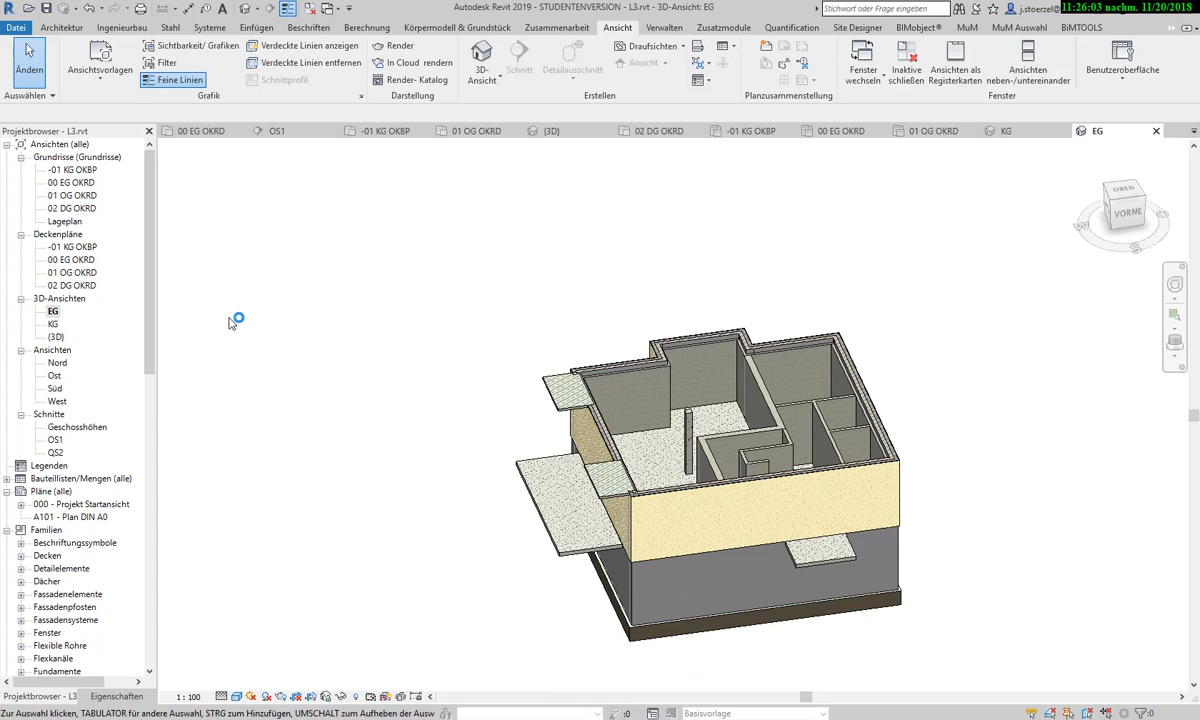 Autodesk Revit 2019 - STUDENTENVERSION - L3.rvt - 3D-Ansicht: EG
Stichwort oder Frage eingeben
j.stoerzel...
11:26:03 nachm. 11/20/2018
Datei Architektur Ingenieurbau Stahl Systeme Einfügen Beschriften Berechnung Körpermodell & Grundstück Zusammenarbeit Ansicht Verwalten Zusatzmodule Quantification Site Designer BIMobject® MuM MuM Auswahl BiMTOOLS
Ändern
Auswählen
Ansichtsvorlagen
Sichtbarkeit/ Grafiken
Filter
Feine Linien
Verdeckte Linien anzeigen
Verdeckte Linien entfernen
Schnittprofil
Grafik
Render
In Cloud rendern
Render- Katalog
Darstellung
3D-
Ansicht
Schnitt
Detailausschnitt
Draufsichten
Ansicht
Erstellen
Planzusammenstellung
Fenster
wechseln
Inaktive
schließen
Ansichten als
Registerkarten
Ansichten
neben-/untereinander
Fenster
Benutzeroberfläche
Projektbrowser - L3.rvt
00 EG OKRD OS1 -01 KG OKBP 01 OG OKRD {3D} 02 DG OKRD -01 KG OKBP 00 EG OKRD 01 OG OKRD KG EG
Ansichten (alle)
Grundrisse (Grundrisse)
-01 KG OKBP
00 EG OKRD
01 OG OKRD
02 DG OKRD
Lageplan
Deckenpläne
-01 KG OKBP
00 EG OKRD
01 OG OKRD
02 DG OKRD
3D-Ansichten
EG
KG
{3D}
Ansichten
Nord
Ost
Süd
West
Schnitte
Geschosshöhen
OS1
OS2
Legenden
Bauteillisten/Mengen (alle)
Pläne (alle)
000 - Projekt Startansicht
A101 - Plan DIN A0
Familien
Beschriftungssymbole
Decken
Detailelemente
Dächer
Fassadenelemente
Fassadenpfosten
Fassadensysteme
Fenster
Flexible Rohre
Flexkanäle
Fundamente
OBEN
VORNE
W
S
Projektbrowser - L3 Eigenschaften
1 : 100
Zur Auswahl klicken, TABULATOR für andere Auswahl, STRG zum Hinzufügen, UMSCHALT zum Aufheben der Ausw
:0
Basisvorlage
:0